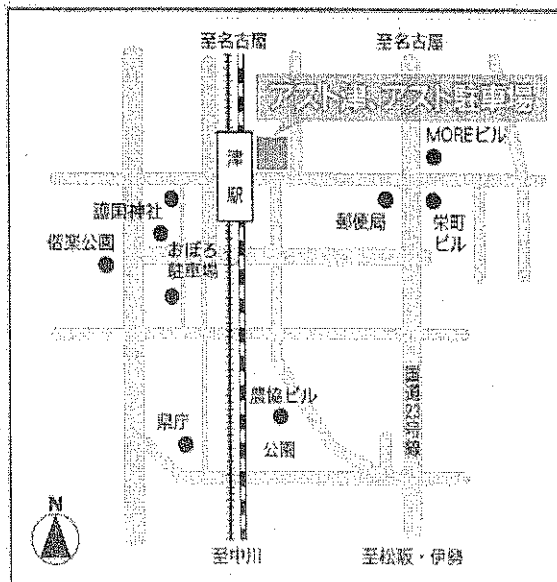 至名古屋
至名古屋
アスト津、アスト駐車場
MOREビル
津駅
護国神社
郵便局
栄町
ビル
偕楽公園
おぼろ
駐車場
国道23号線
農協ビル
県庁
公園
N
至中川
至松阪・伊勢